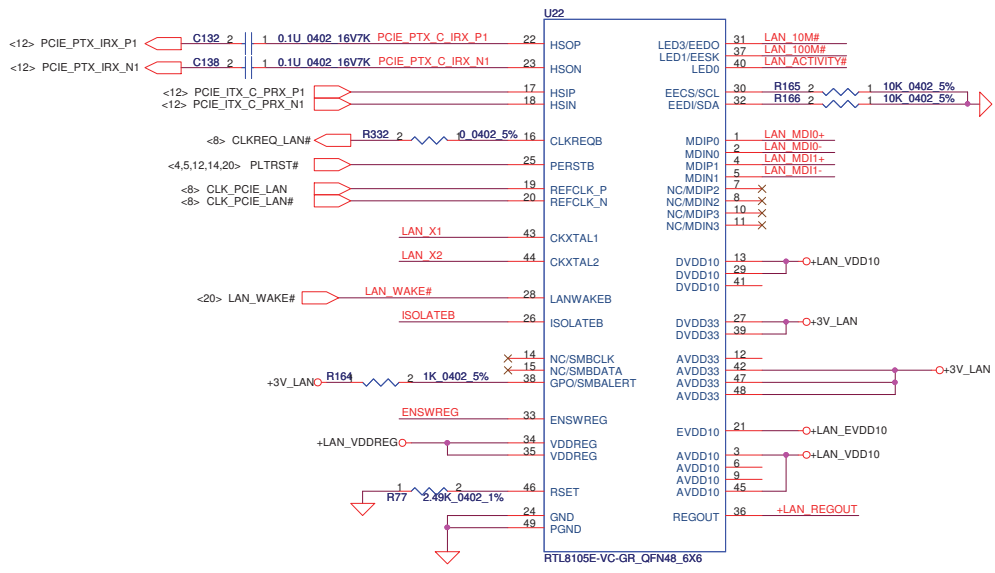 U22
<12> PCIE_PTX_IRX_P1 C132 2 1 0.1U_0402_16V7K PCIE_PTX_C_IRX_P1 22 HSOP
<12> PCIE_PTX_IRX_N1 C138 2 1 0.1U_0402_16V7K PCIE_PTX_C_IRX_N1 23 HSON
<12> PCIE_ITX_C_PRX_P1 17 HSIP
<12> PCIE_ITX_C_PRX_N1 18 HSIN
<8> CLKREQ_LAN# R332 2 1 0_0402_5% 16 CLKREQB
<4,5,12,14,20> PLTRST# 25 PERSTB
<8> CLK_PCIE_LAN 19 REFCLK_P
<8> CLK_PCIE_LAN# 20 REFCLK_N
LAN_X1 43 CKXTAL1
LAN_X2 44 CKXTAL2
<20> LAN_WAKE# LAN_WAKE# 28 LANWAKEB
ISOLATEB 26 ISOLATEB
14 NC/SMBCLK
15 NC/SMBDATA
+3V_LAN R164 1 2 1K_0402_5% 38 GPO/SMBALERT
ENSWREG 33 ENSWREG
+LAN_VDDREG 34 VDDREG
35 VDDREG
1 R77 2 2.49K_0402_1% 46 RSET
24 GND
49 PGND
LED3/EEDO 31 LAN_10M#
LED1/EESK 37 LAN_100M#
LED0 40 LAN_ACTIVITY#
EECS/SCL 30 R165 2 1 10K_0402_5%
EEDI/SDA 32 R166 2 1 10K_0402_5%
MDIP0 1 LAN_MDI0+
MDIN0 2 LAN_MDI0-
MDIP1 4 LAN_MDI1+
MDIN1 5 LAN_MDI1-
NC/MDIP2 7
NC/MDIN2 8
NC/MDIP3 10
NC/MDIN3 11
DVDD10 13 +LAN_VDD10
DVDD10 29
DVDD10 41
DVDD33 27 +3V_LAN
DVDD33 39
AVDD33 12
AVDD33 42 +3V_LAN
AVDD33 47
AVDD33 48
EVDD10 21 +LAN_EVDD10
AVDD10 3 +LAN_VDD10
AVDD10 6
AVDD10 9
AVDD10 45
REGOUT 36 +LAN_REGOUT
RTL8105E-VC-GR_QFN48_6X6